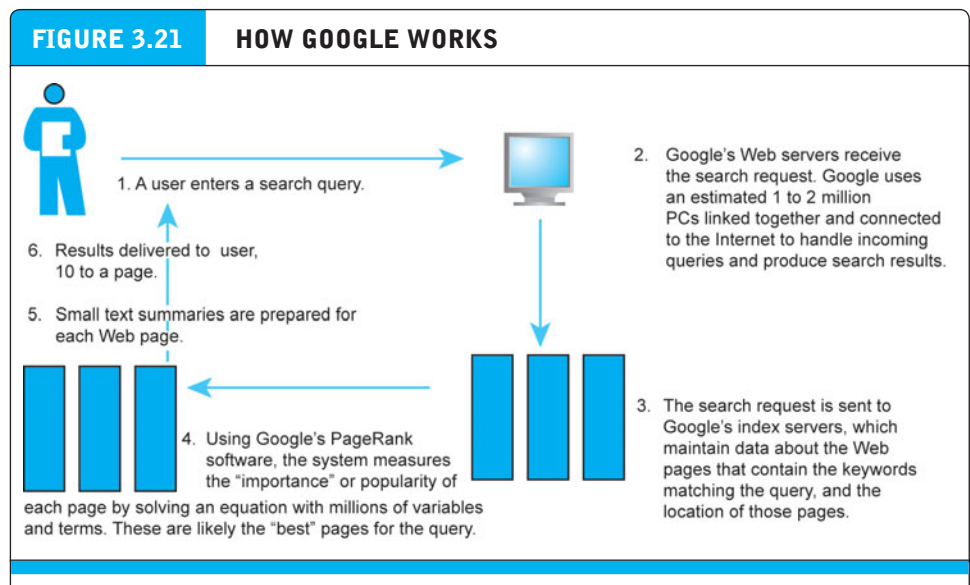 FIGURE 3.21 HOW GOOGLE WORKS
1. A user enters a search query.
2. Google's Web servers receive
the search request. Google uses
an estimated 1 to 2 million
PCs linked together and connected
to the Internet to handle incoming
queries and produce search results.
3. The search request is sent to
Google's index servers, which
maintain data about the Web
pages that contain the keywords
matching the query, and the
location of those pages.
4. Using Google's PageRank
software, the system measures
the “importance” or popularity of
each page by solving an equation with millions of variables
and terms. These are likely the “best” pages for the query.
5. Small text summaries are prepared for
each Web page.
6. Results delivered to user,
10 to a page.